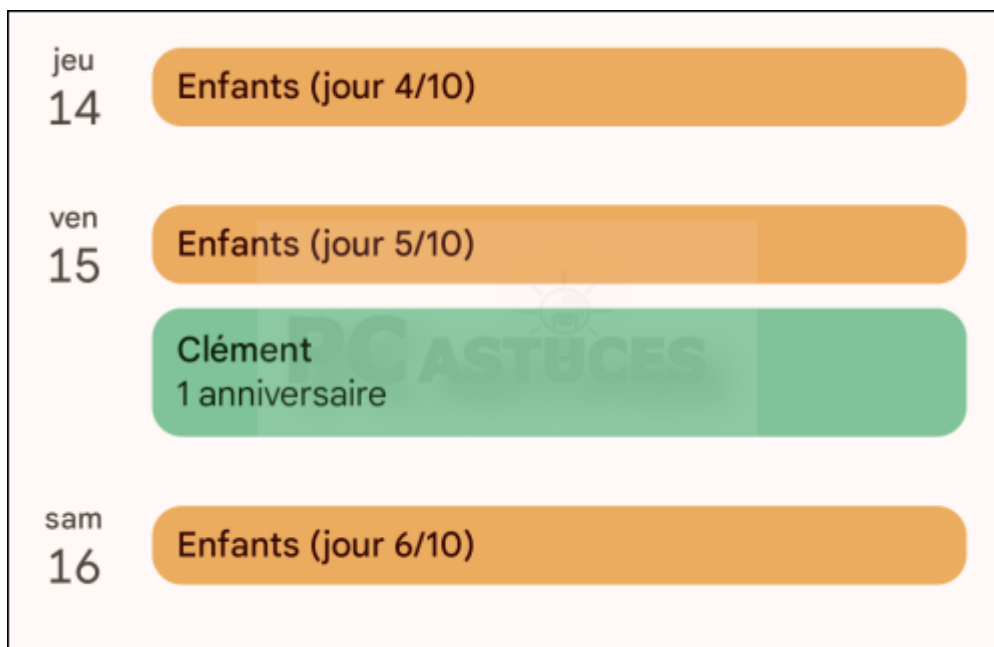 jeu
14
Enfants (jour 4/10)
ven
15
Enfants (jour 5/10)
Clément
1 anniversaire
PC ASTUCES
sam
16
Enfants (jour 6/10)